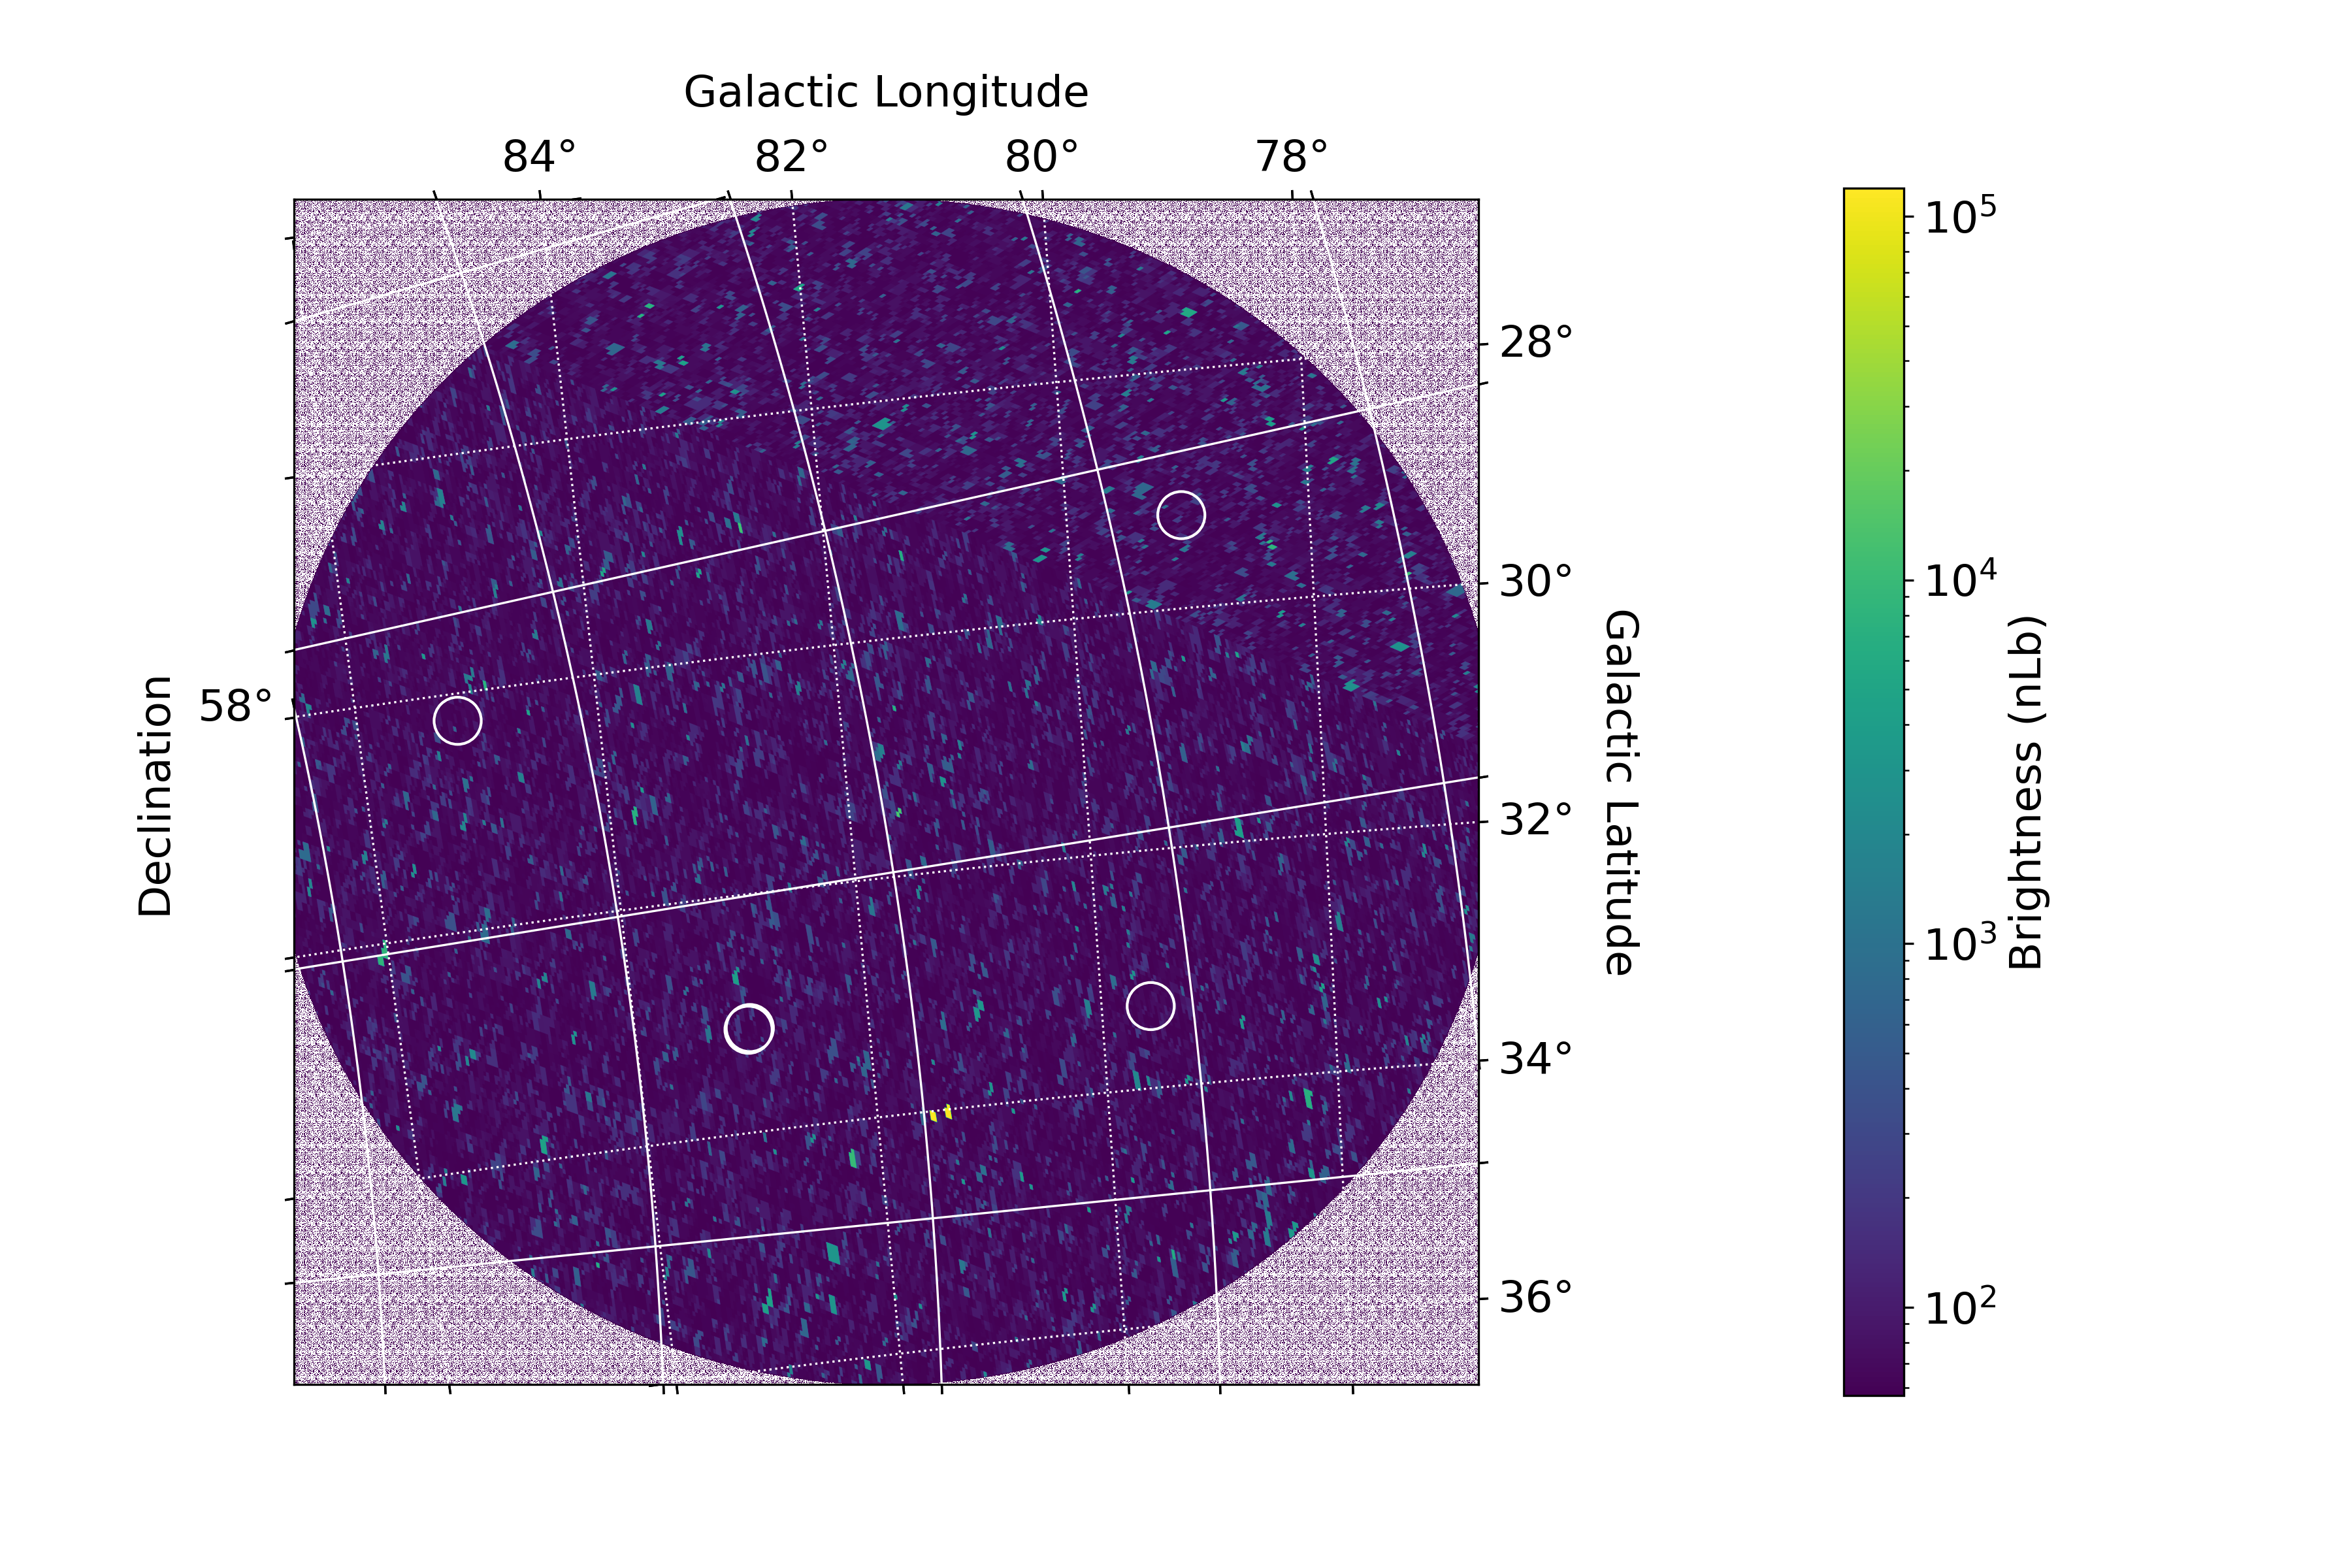 Galactic Longitude
84° 82° 80° 78°
28°
30°
32°
34°
36°
Galactic Latitude
58°
Declination
10⁵
10⁴
10³
10²
Brightness (nLb)